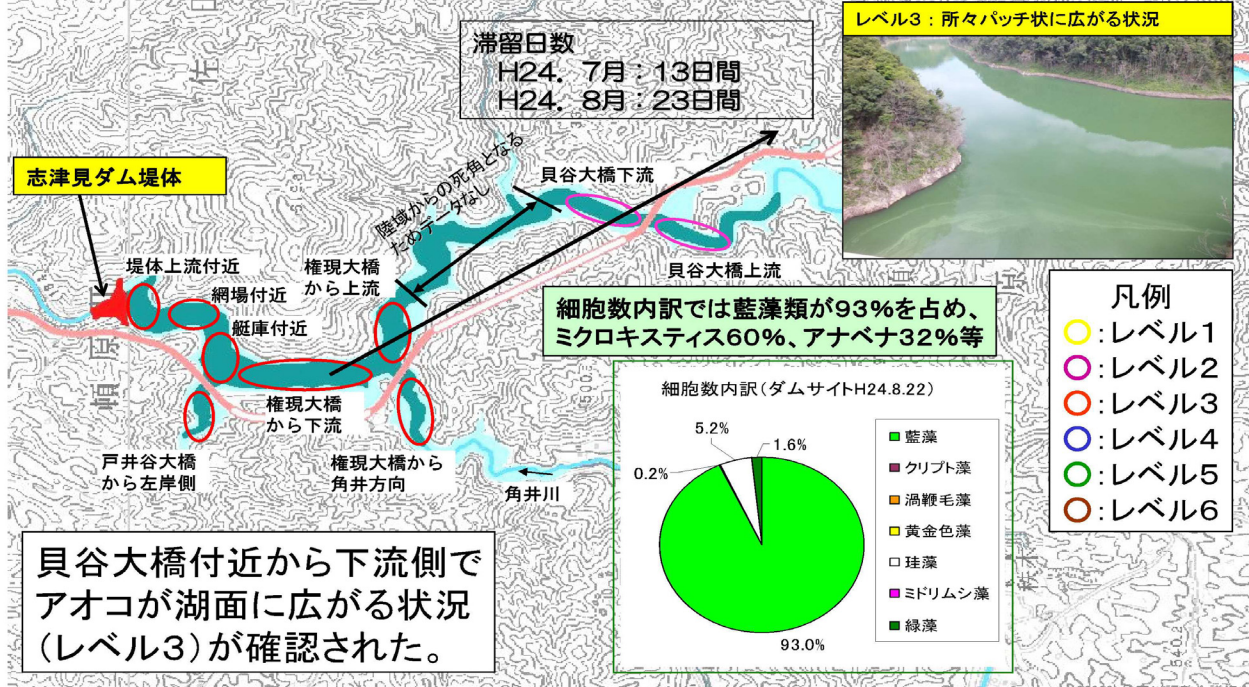 レベル3：所々パッチ状に広がる状況
滞留日数
H24．7月：13日間
H24．8月：23日間
志津見ダム堤体
陸域からの死角となる
ためデータなし
貝谷大橋下流
貝谷大橋上流
堤体上流付近
網場付近
艇庫付近
権現大橋
から上流
権現大橋
から下流
戸井谷大橋
から左岸側
権現大橋から
角井方向
角井川
細胞数内訳では藍藻類が93%を占め、
ミクロキスティス60%、アナベナ32%等
細胞数内訳（ダムサイトH24.8.22）
0.2%
5.2%
1.6%
93.0%
藍藻
クリプト藻
渦鞭毛藻
黄金色藻
珪藻
ミドリムシ藻
緑藻
凡例
：レベル1
：レベル2
：レベル3
：レベル4
：レベル5
：レベル6
貝谷大橋付近から下流側で
アオコが湖面に広がる状況
（レベル3）が確認された。